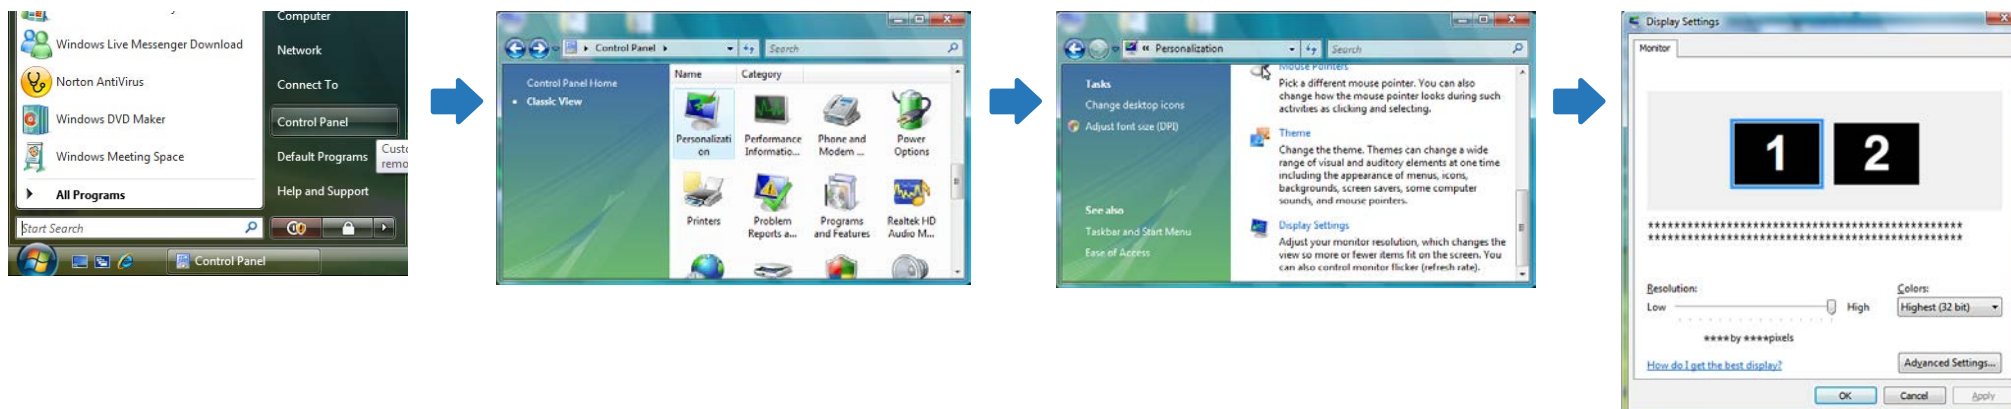 Computer
Windows Live Messenger Download
Network
Norton AntiVirus
Connect To
Windows DVD Maker
Control Panel
Windows Meeting Space
Default Programs
Custo
remo
All Programs
Help and Support
Start Search
Control Panel
Control Panel
Search
Control Panel Home
Classic View
Name Category
Personalizati
on
Performance
Informatio...
Phone and
Modem ...
Power
Options
Printers
Problem
Reports a...
Programs
and Features
Realtek HD
Audio M...
« Personalization
Search
Tasks
Change desktop icons
Adjust font size (DPI)
See also
Taskbar and Start Menu
Ease of Access
Mouse Pointers
Pick a different mouse pointer. You can also
change how the mouse pointer looks during such
activities as clicking and selecting.
Theme
Change the theme. Themes can change a wide
range of visual and auditory elements at one time
including the appearance of menus, icons,
backgrounds, screen savers, some computer
sounds, and mouse pointers.
Display Settings
Adjust your monitor resolution, which changes the
view so more or fewer items fit on the screen. You
can also control monitor flicker (refresh rate).
Display Settings
Monitor
1 2
Resolution:
Low High
****by ****pixels
Colors:
Highest (32 bit)
How do I get the best display?
Advanced Settings...
OK Cancel Apply